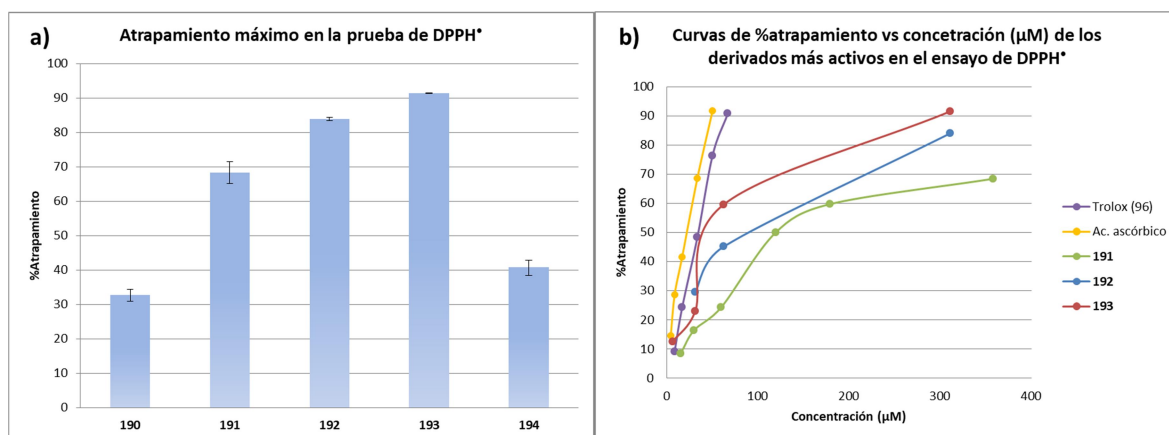 a)
Atrapamiento máximo en la prueba de DPPH•
%Atrapamiento
100
90
80
70
60
50
40
30
20
10
0
190 191 192 193 194
b)
Curvas de %atrapamiento vs concetración (µM) de los
derivados más activos en el ensayo de DPPH•
%Atrapamiento
100
90
80
70
60
50
40
30
20
10
0
0 100 200 300 400
Concentración (µM)
Trolox (96)
Ac. ascórbico
191
192
193